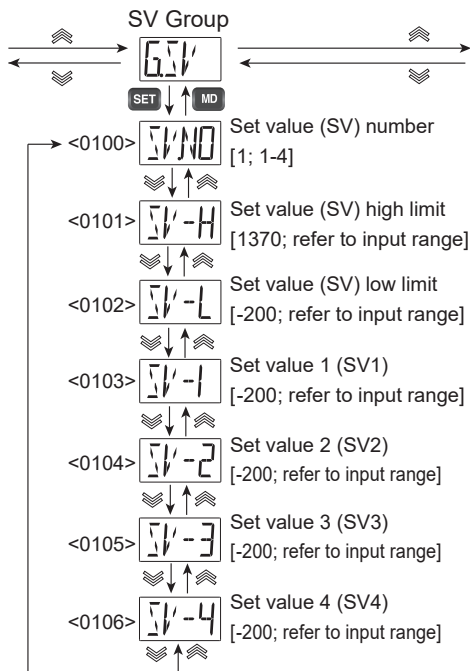 SV Group
G.SV
SET MD
<0100> SVNO Set value (SV) number
[1; 1-4]
<0101> SV-H Set value (SV) high limit
[1370; refer to input range]
<0102> SV-L Set value (SV) low limit
[-200; refer to input range]
<0103> SV-1 Set value 1 (SV1)
[-200; refer to input range]
<0104> SV-2 Set value 2 (SV2)
[-200; refer to input range]
<0105> SV-3 Set value 3 (SV3)
[-200; refer to input range]
<0106> SV-4 Set value 4 (SV4)
[-200; refer to input range]